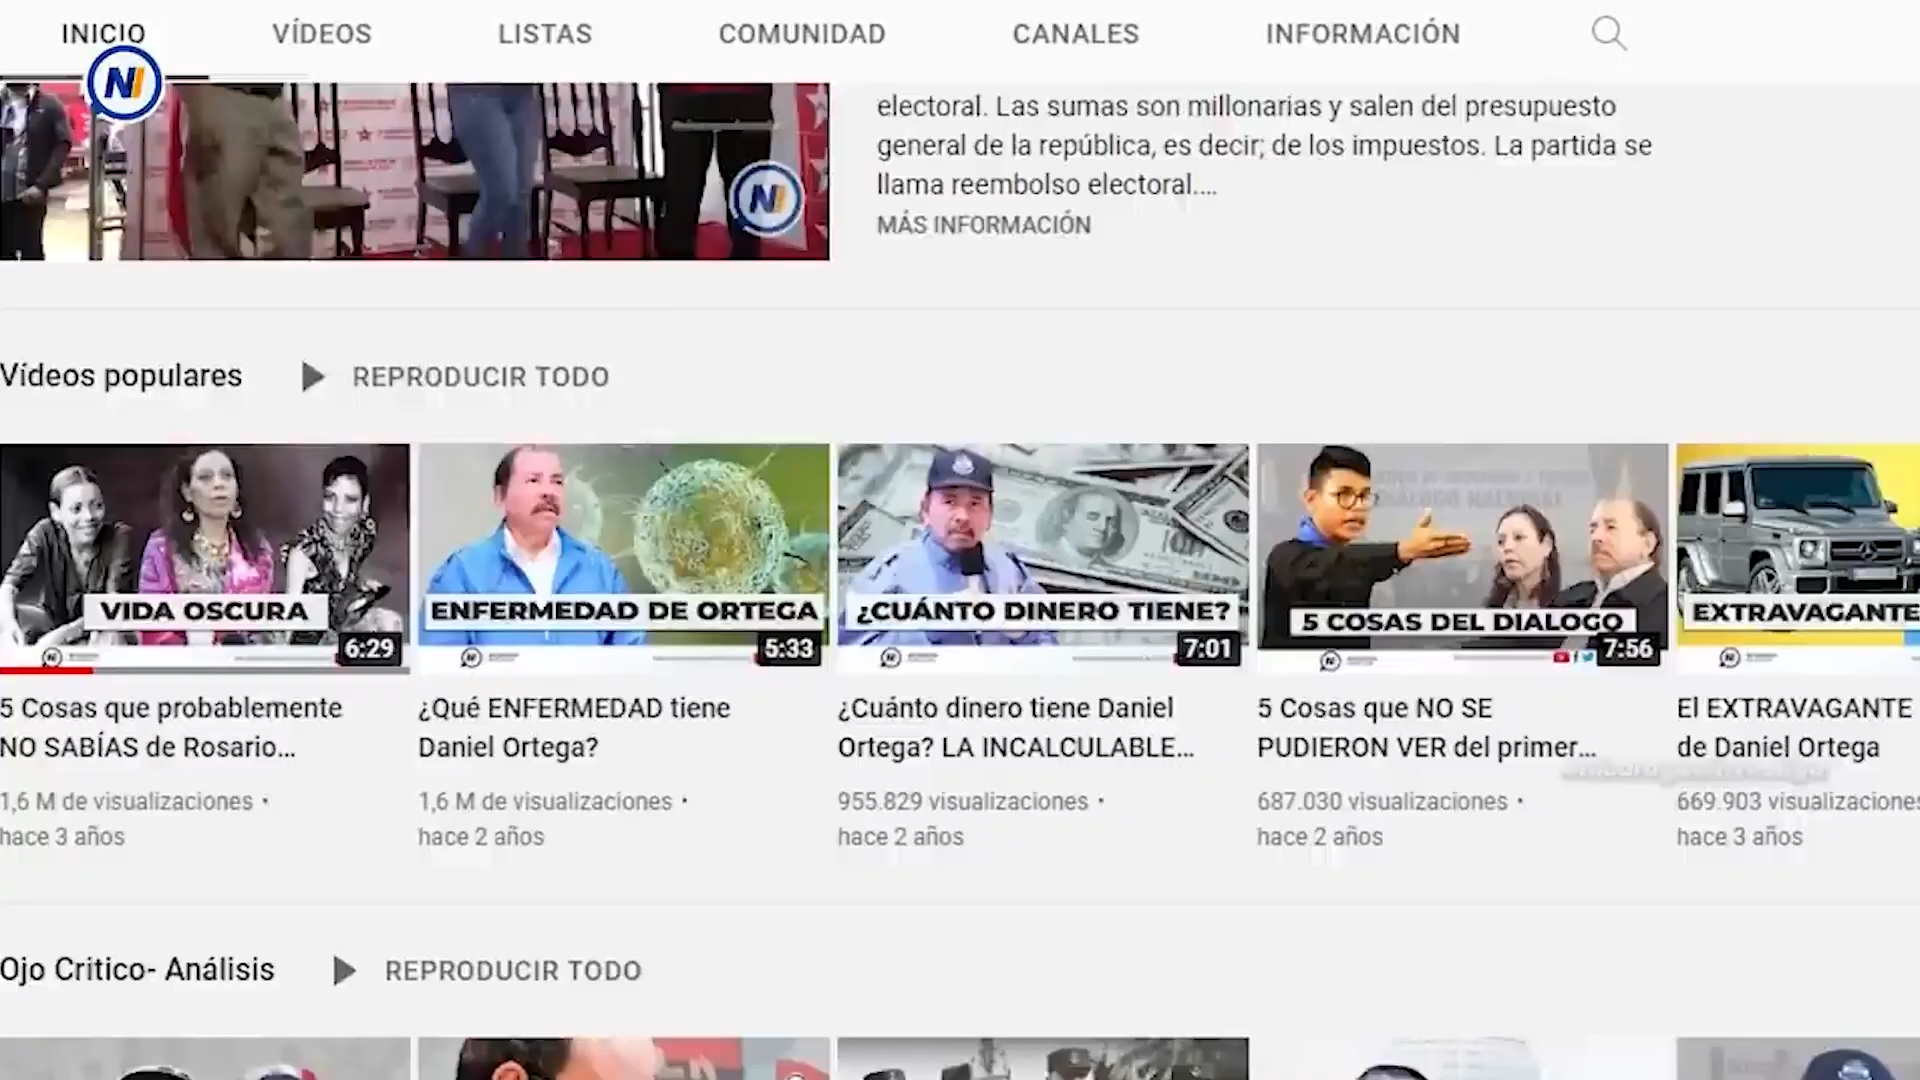 INICIO
VÍDEOS
LISTAS
COMUNIDAD
CANALES
INFORMACIÓN
NI
electoral. Las sumas son millonarias y salen del presupuesto
general de la república, es decir; de los impuestos. La partida se
llama reembolso electoral....
MÁS INFORMACIÓN
NI
Vídeos populares
REPRODUCIR TODO
VIDA OSCURA
6:29
ENFERMEDAD DE ORTEGA
5:33
¿CUÁNTO DINERO TIENE?
7:01
5 COSAS DEL DIALOGO
7:56
EXTRAVAGANTE
5 Cosas que probablemente
NO SABÍAS de Rosario...
1,6 M de visualizaciones •
hace 3 años
¿Qué ENFERMEDAD tiene
Daniel Ortega?
1,6 M de visualizaciones •
hace 2 años
¿Cuánto dinero tiene Daniel
Ortega? LA INCALCULABLE...
955.829 visualizaciones •
hace 2 años
5 Cosas que NO SE
PUDIERON VER del primer...
687.030 visualizaciones •
hace 2 años
El EXTRAVAGANTE
de Daniel Ortega
669.903 visualizaciones
hace 3 años
Ojo Critico- Análisis
REPRODUCIR TODO